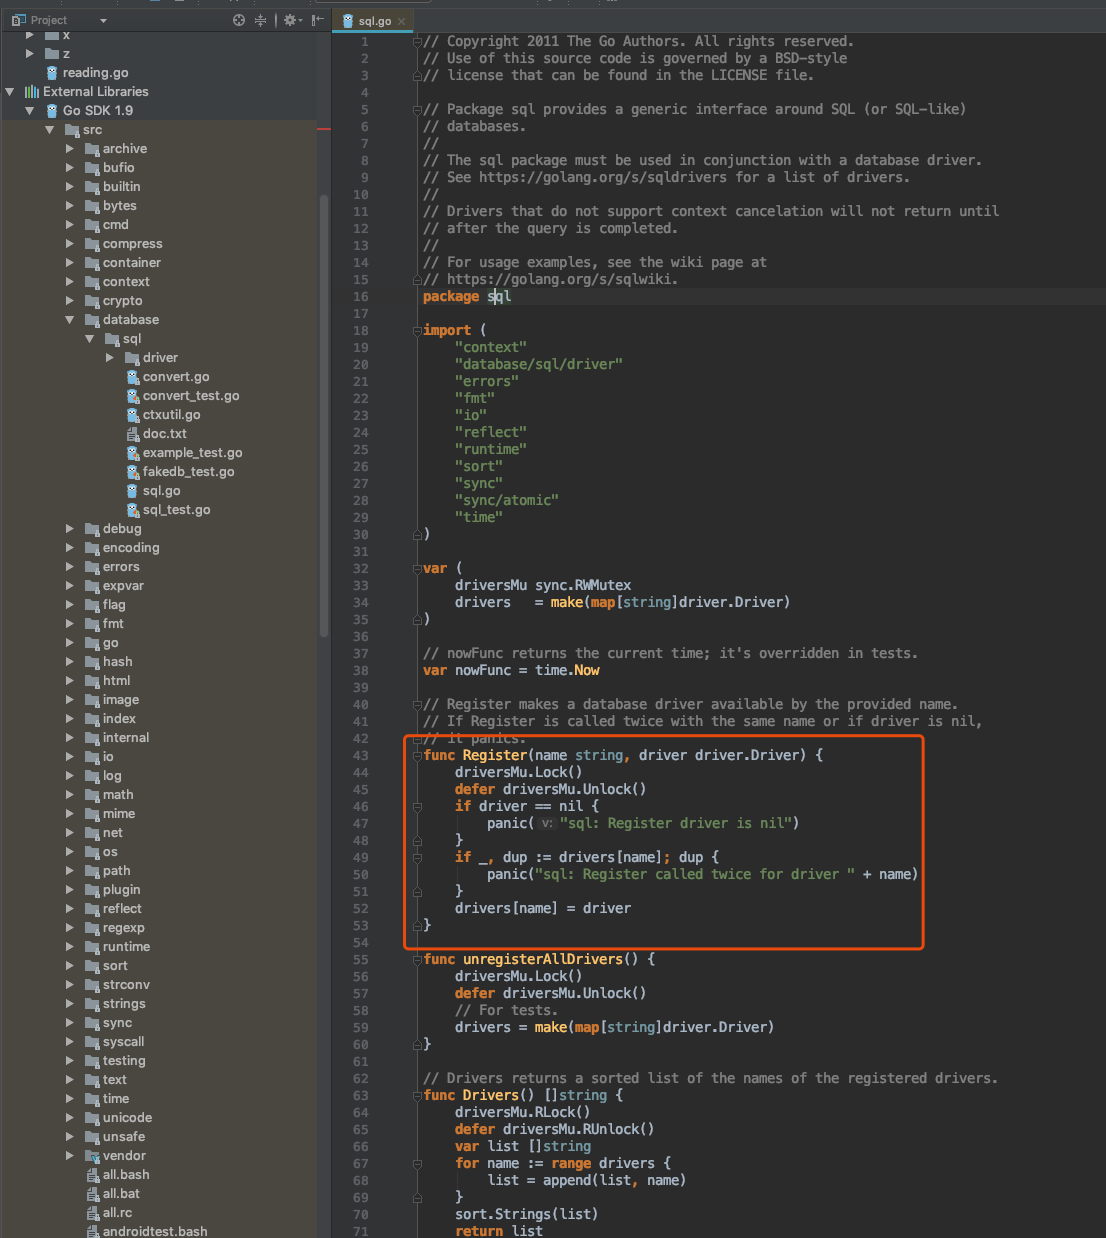 Project
x
z
reading.go
External Libraries
Go SDK 1.9
src
archive
bufio
builtin
bytes
cmd
compress
container
context
crypto
database
sql
driver
convert.go
convert_test.go
ctxutil.go
doc.txt
example_test.go
fakedb_test.go
sql.go
sql_test.go
debug
encoding
errors
expvar
flag
fmt
go
hash
html
image
index
internal
io
log
math
mime
net
os
path
plugin
reflect
regexp
runtime
sort
strconv
strings
sync
syscall
testing
text
time
unicode
unsafe
vendor
all.bash
all.bat
all.rc
androidtest.bash
sql.go
1 // Copyright 2011 The Go Authors. All rights reserved.
2 // Use of this source code is governed by a BSD-style
3 // license that can be found in the LICENSE file.
4
5 // Package sql provides a generic interface around SQL (or SQL-like)
6 // databases.
7 //
8 // The sql package must be used in conjunction with a database driver.
9 // See https://golang.org/s/sqldrivers for a list of drivers.
10 //
11 // Drivers that do not support context cancelation will not return until
12 // after the query is completed.
13 //
14 // For usage examples, see the wiki page at
15 // https://golang.org/s/sqlwiki.
16 package sql
17
18 import (
19 "context"
20 "database/sql/driver"
21 "errors"
22 "fmt"
23 "io"
24 "reflect"
25 "runtime"
26 "sort"
27 "sync"
28 "sync/atomic"
29 "time"
30 )
31
32 var (
33 driversMu sync.RWMutex
34 drivers = make(map[string]driver.Driver)
35 )
36
37 // nowFunc returns the current time; it's overridden in tests.
38 var nowFunc = time.Now
39
40 // Register makes a database driver available by the provided name.
41 // If Register is called twice with the same name or if driver is nil,
42 // it panics.
43 func Register(name string, driver driver.Driver) {
44 driversMu.Lock()
45 defer driversMu.Unlock()
46 if driver == nil {
47 panic( v: "sql: Register driver is nil")
48 }
49 if _, dup := drivers[name]; dup {
50 panic("sql: Register called twice for driver " + name)
51 }
52 drivers[name] = driver
53 }
54
55 func unregisterAllDrivers() {
56 driversMu.Lock()
57 defer driversMu.Unlock()
58 // For tests.
59 drivers = make(map[string]driver.Driver)
60 }
61
62 // Drivers returns a sorted list of the names of the registered drivers.
63 func Drivers() []string {
64 driversMu.RLock()
65 defer driversMu.RUnlock()
66 var list []string
67 for name := range drivers {
68 list = append(list, name)
69 }
70 sort.Strings(list)
71 return list